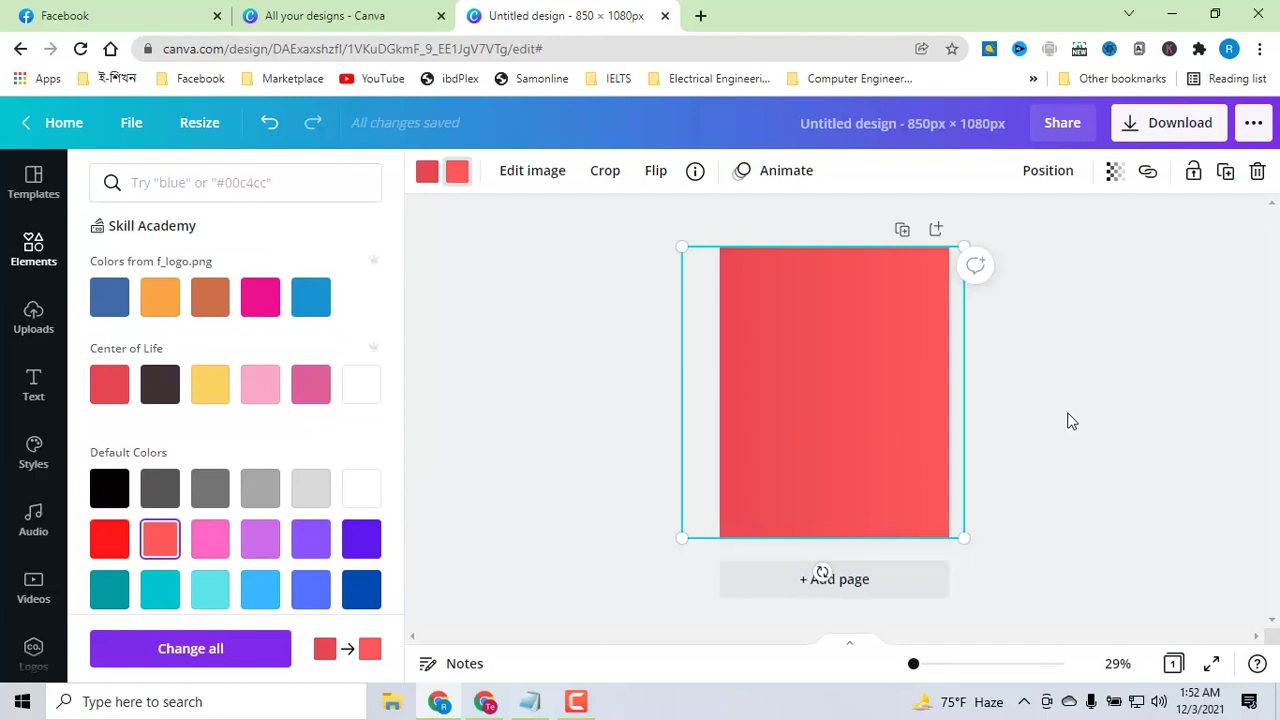 Facebook
All your designs - Canva
Untitled design - 850 × 1080px
canva.com/design/DAExaxshzfI/1VKuDGkmF_9_EE1JgV7VTg/edit#
Apps
ই-শিখন
Facebook
Marketplace
YouTube
ibdPlex
Samonline
IELTS
Electrical Engineeri...
Computer Engineer...
Other bookmarks
Reading list
Home
File
Resize
All changes saved
Untitled design - 850px × 1080px
Share
Download
Edit image
Crop
Flip
Animate
Position
Templates
Elements
Uploads
Text
Styles
Audio
Videos
Logos
Try "blue" or "#00c4cc"
Skill Academy
Colors from f_logo.png
Center of Life
Default Colors
Change all
+ Add page
Notes
29%
1
Type here to search
75°F Haze
1:52 AM
12/3/2021